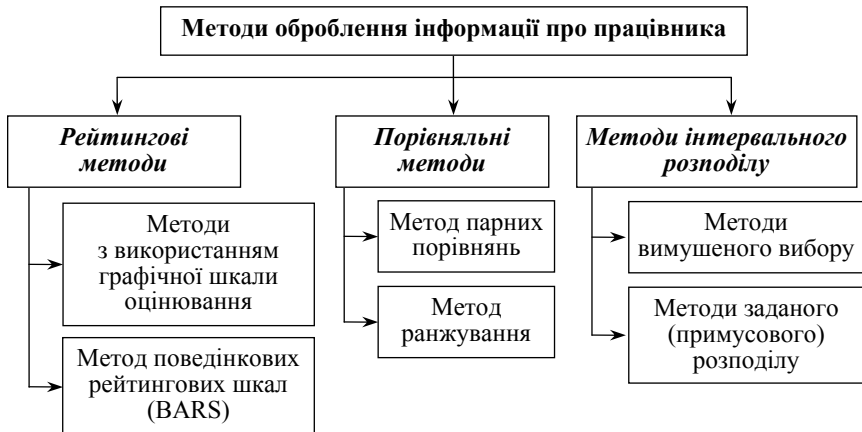 Методи оброблення інформації про працівника
Рейтингові
методи
Методи
з використанням
графічної шкали
оцінювання
Метод поведінкових
рейтингових шкал
(BARS)
Порівняльні
методи
Метод парних
порівнянь
Метод
ранжування
Методи інтервального
розподілу
Методи
вимушеного вибору
Методи заданого
(примусового)
розподілу